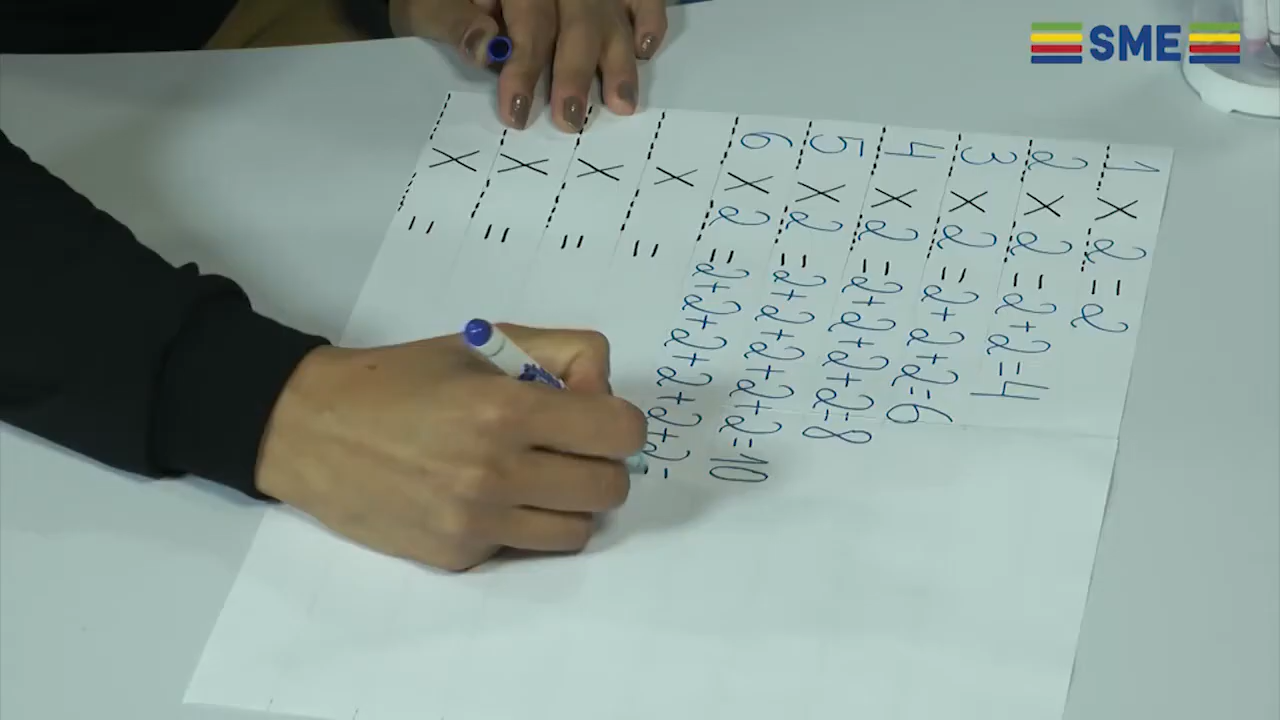 SME
1 x 2 = 2
2 x 2 = 2+2=4
3 x 2 = 2+2+2=6
4 x 2 = 2+2+2+2=8
5 x 2 = 2+2+2+2+2=10
6 x 2 = 2+2+2+2+2+2=
x =
x =
x =
x =